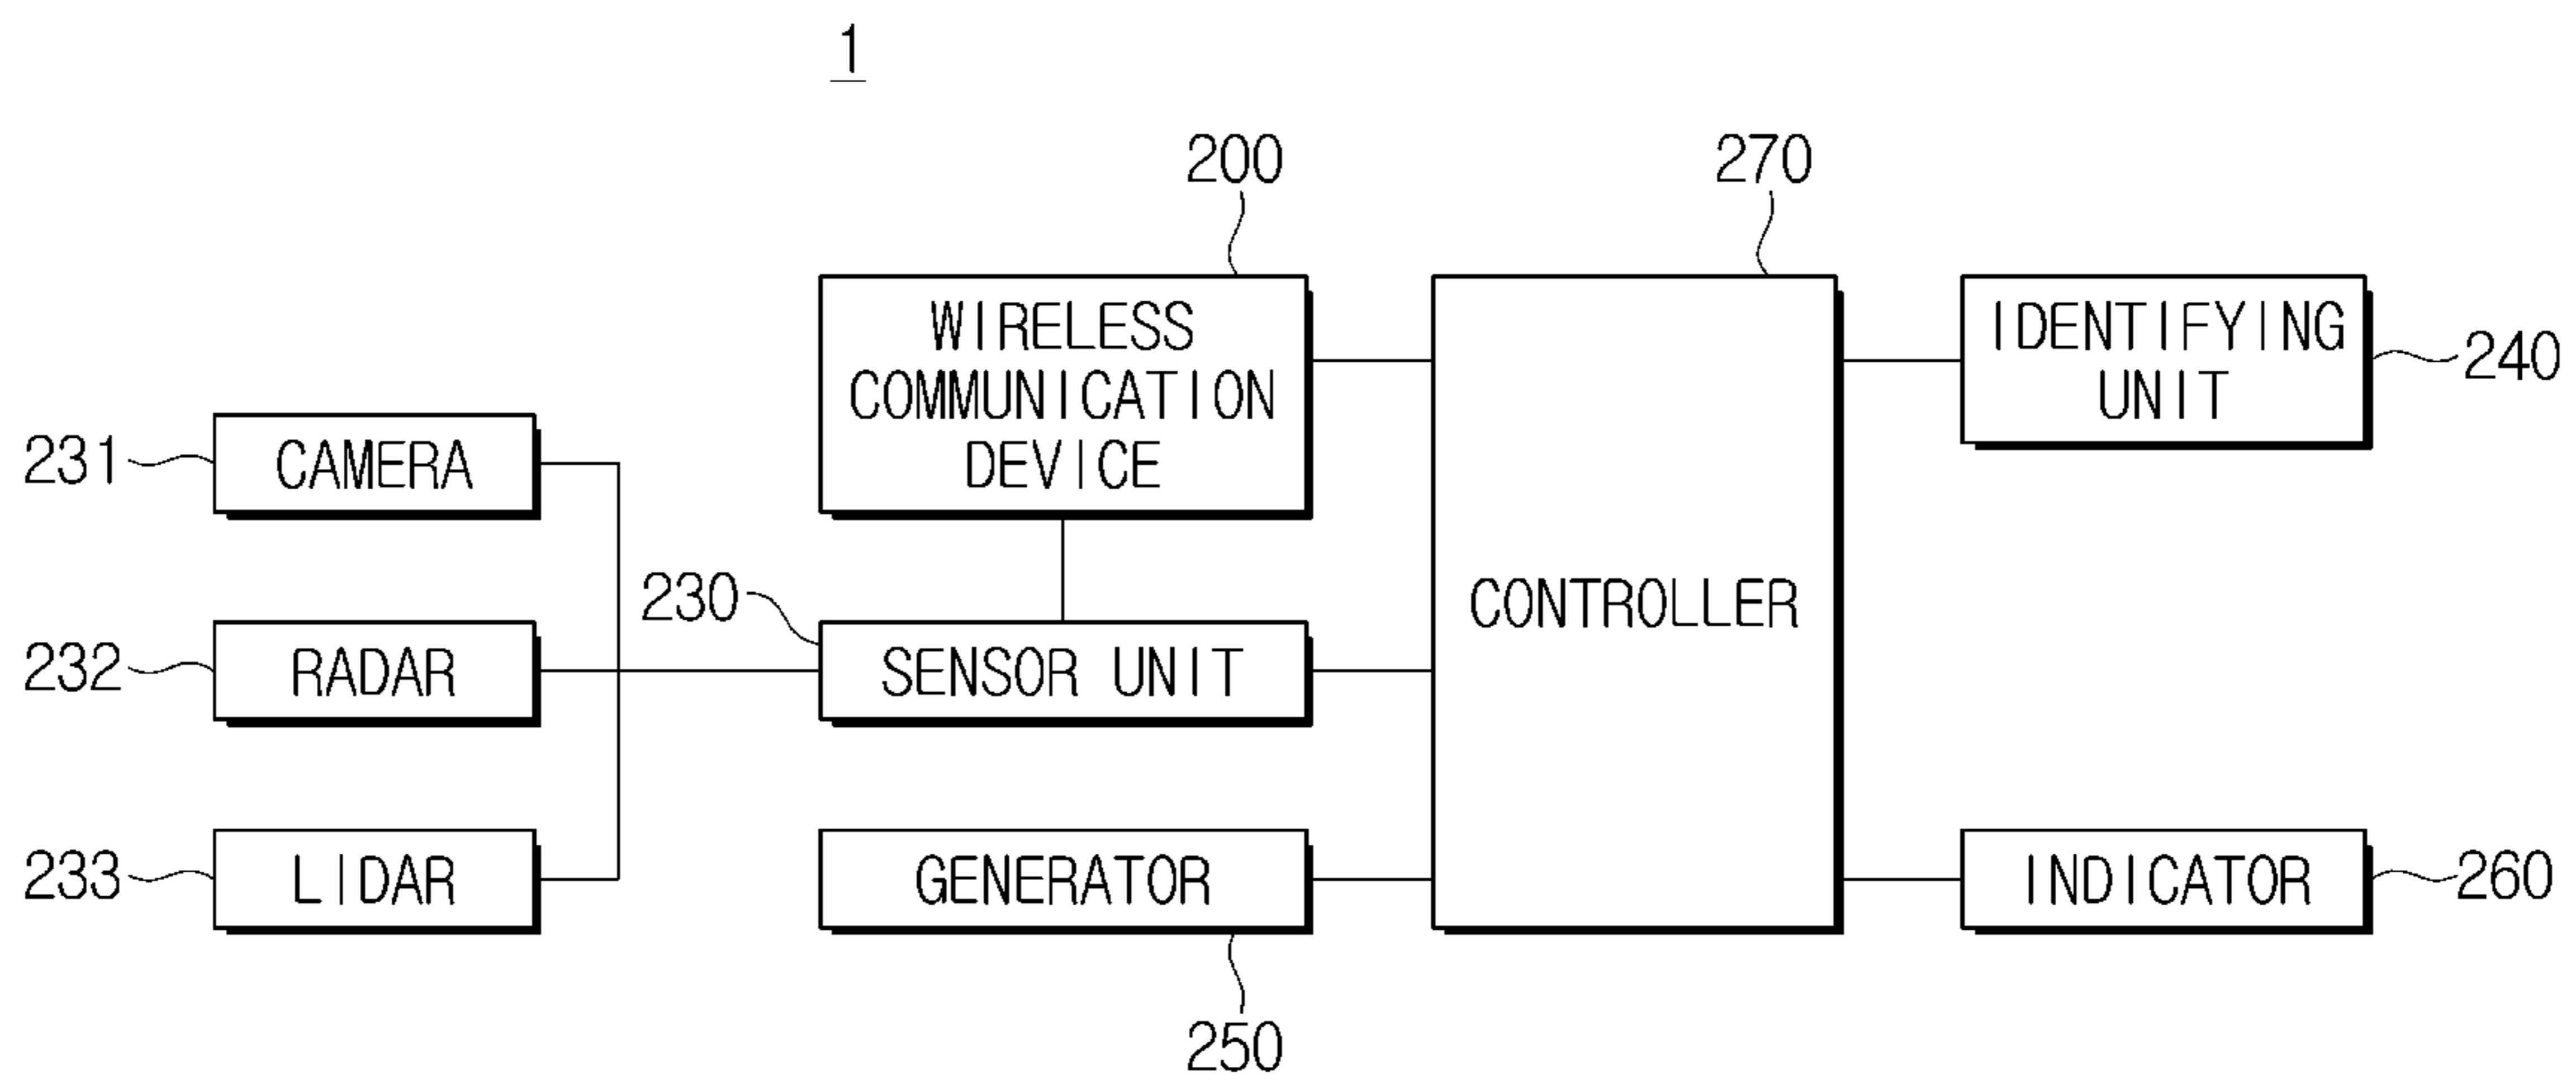 1
200
270
WIRELESS
COMMUNICATION
DEVICE
IDENTIFYING
UNIT
240
231
CAMERA
230
CONTROLLER
232
RADAR
SENSOR UNIT
233
LIDAR
GENERATOR
INDICATOR
260
250